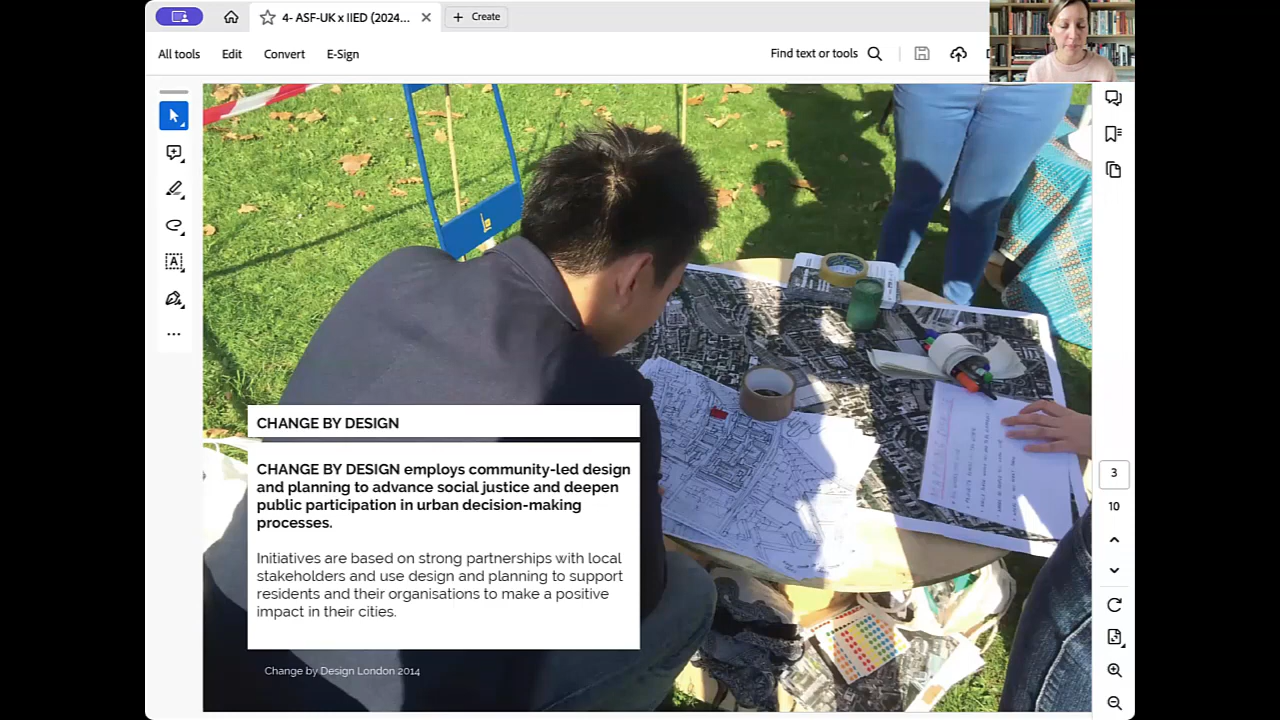 4- ASF-UK x IIED (2024...
Create
All tools
Edit
Convert
E-Sign
Find text or tools
CHANGE BY DESIGN
CHANGE BY DESIGN employs community-led design
and planning to advance social justice and deepen
public participation in urban decision-making
processes.
Initiatives are based on strong partnerships with local
stakeholders and use design and planning to support
residents and their organisations to make a positive
impact in their cities.
Change by Design London 2014
3
10